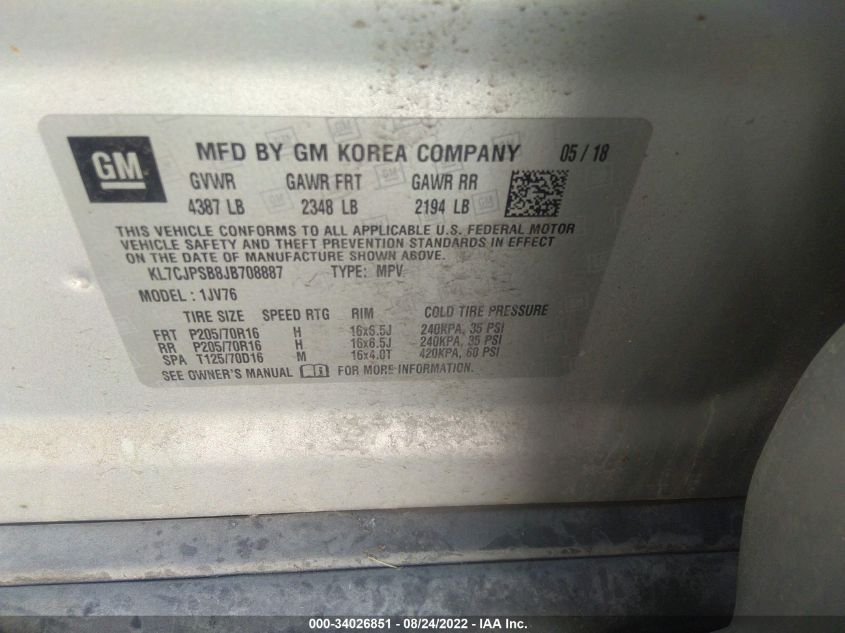 GM MFD BY GM KOREA COMPANY 05 / 18
GVWR GAWR FRT GAWR RR
4387 LB 2348 LB 2194 LB
THIS VEHICLE CONFORMS TO ALL APPLICABLE U.S. FEDERAL MOTOR
VEHICLE SAFETY AND THEFT PREVENTION STANDARDS IN EFFECT
ON THE DATE OF MANUFACTURE SHOWN ABOVE.
KL7CJPSB8JB708887 TYPE: MPV
MODEL : 1JV76
TIRE SIZE SPEED RTG RIM COLD TIRE PRESSURE
FRT P205/70R16 H 16x6.5J 240KPA, 35 PSI
RR P205/70R16 H 16x6.5J 240KPA, 35 PSI
SPA T125/70D16 M 16x4.0T 420KPA, 60 PSI
SEE OWNER'S MANUAL FOR MORE INFORMATION.
000-34026851 - 08/24/2022 - IAA Inc.